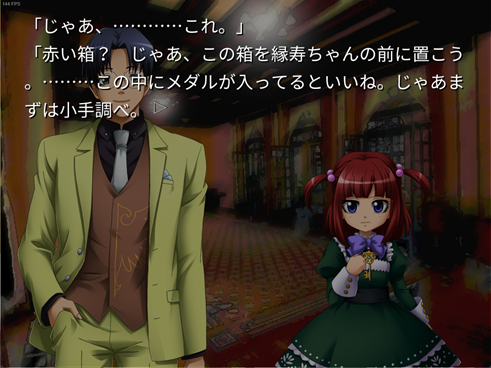 144 FPS
「じゃあ、…………これ。」
「赤い箱？　じゃあ、この箱を縁寿ちゃんの前に置こう
。………この中にメダルが入ってるといいね。じゃあま
ずは小手調べ。